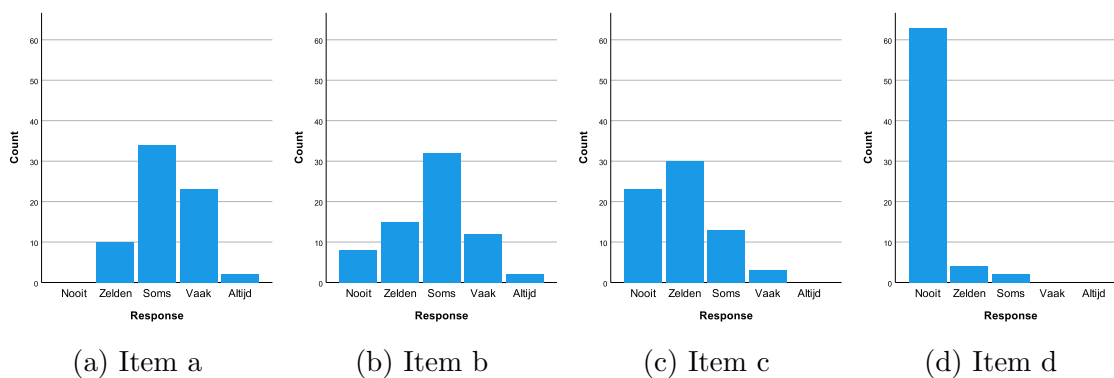 Count
60
50
40
30
20
10
0
Nooit Zelden Soms Vaak Altijd
Response
(a) Item a
Count
60
50
40
30
20
10
0
Nooit Zelden Soms Vaak Altijd
Response
(b) Item b
Count
60
50
40
30
20
10
0
Nooit Zelden Soms Vaak Altijd
Response
(c) Item c
Count
60
50
40
30
20
10
0
Nooit Zelden Soms Vaak Altijd
Response
(d) Item d